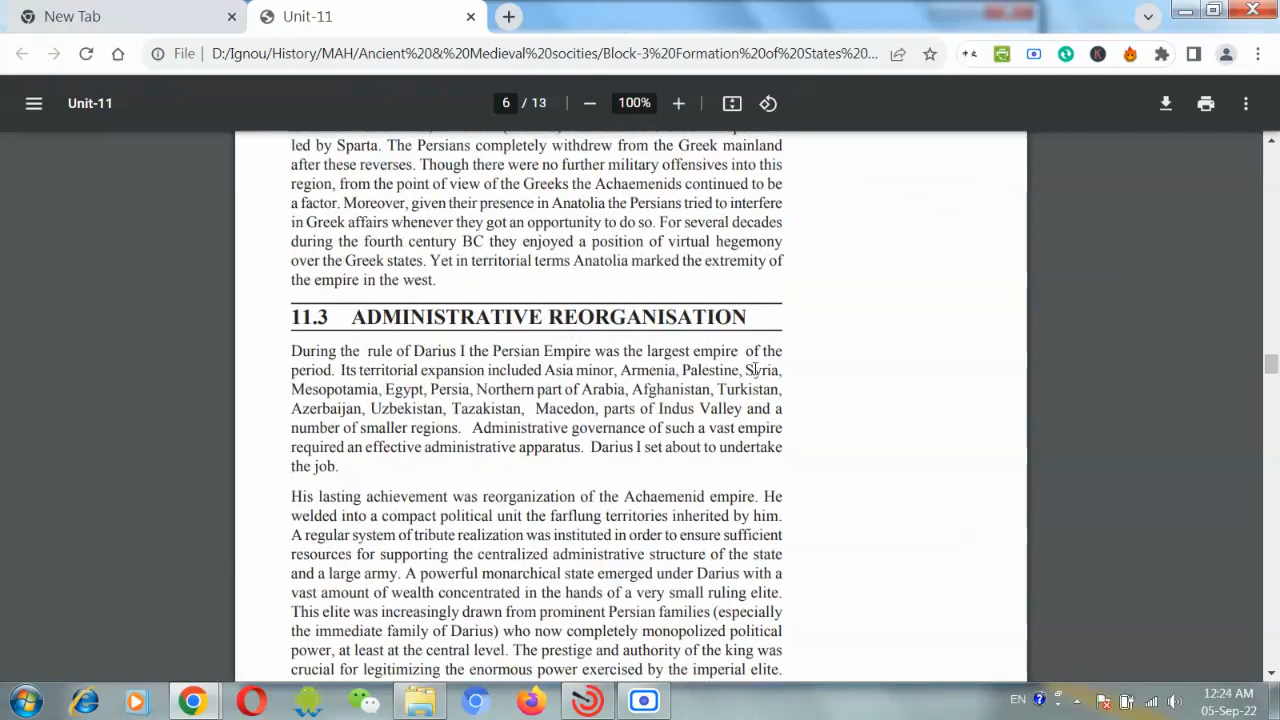 New Tab
Unit-11
File D:/Ignou/History/MAH/Ancient%20&%20Medieval%20socities/Block-3%20Formation%20of%20States%20...
Unit-11
6 / 13
100%
led by Sparta. The Persians completely withdrew from the Greek mainland
after these reverses. Though there were no further military offensives into this
region, from the point of view of the Greeks the Achaemenids continued to be
a factor. Moreover, given their presence in Anatolia the Persians tried to interfere
in Greek affairs whenever they got an opportunity to do so. For several decades
during the fourth century BC they enjoyed a position of virtual hegemony
over the Greek states. Yet in territorial terms Anatolia marked the extremity of
the empire in the west.
11.3 ADMINISTRATIVE REORGANISATION
During the rule of Darius I the Persian Empire was the largest empire of the
period. Its territorial expansion included Asia minor, Armenia, Palestine, Syria,
Mesopotamia, Egypt, Persia, Northern part of Arabia, Afghanistan, Turkistan,
Azerbaijan, Uzbekistan, Tazakistan, Macedon, parts of Indus Valley and a
number of smaller regions. Administrative governance of such a vast empire
required an effective administrative apparatus. Darius I set about to undertake
the job.
His lasting achievement was reorganization of the Achaemenid empire. He
welded into a compact political unit the farflung territories inherited by him.
A regular system of tribute realization was instituted in order to ensure sufficient
resources for supporting the centralized administrative structure of the state
and a large army. A powerful monarchical state emerged under Darius with a
vast amount of wealth concentrated in the hands of a very small ruling elite.
This elite was increasingly drawn from prominent Persian families (especially
the immediate family of Darius) who now completely monopolized political
power, at least at the central level. The prestige and authority of the king was
crucial for legitimizing the enormous power exercised by the imperial elite.
EN
12:24 AM
05-Sep-22